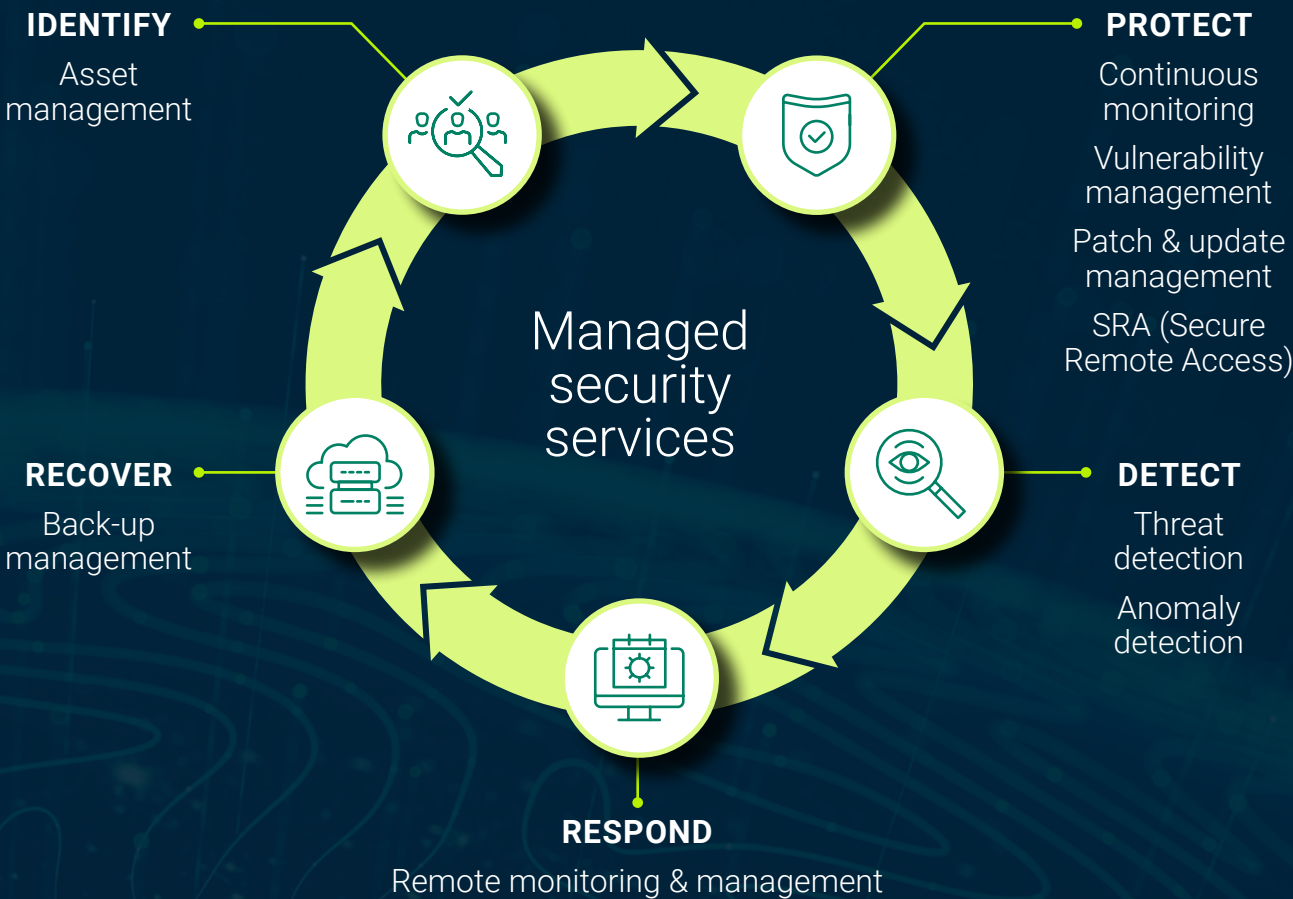 IDENTIFY
Asset
management
PROTECT
Continuous
monitoring
Vulnerability
management
Patch & update
management
SRA (Secure
Remote Access)
Managed
security
services
RECOVER
Back-up
management
DETECT
Threat
detection
Anomaly
detection
RESPOND
Remote monitoring & management